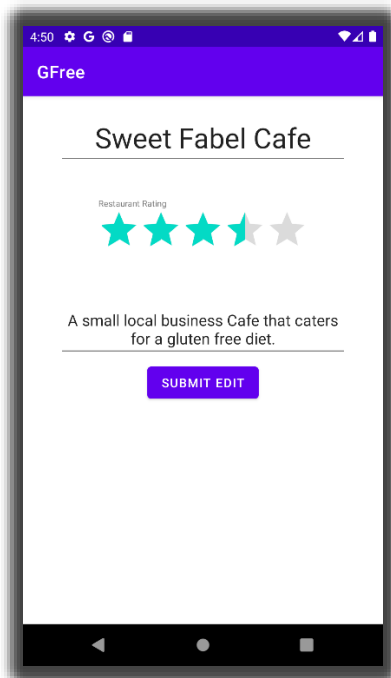 4:50
GFree
Sweet Fabel Cafe
Restaurant Rating
A small local business Cafe that caters
for a gluten free diet.
SUBMIT EDIT